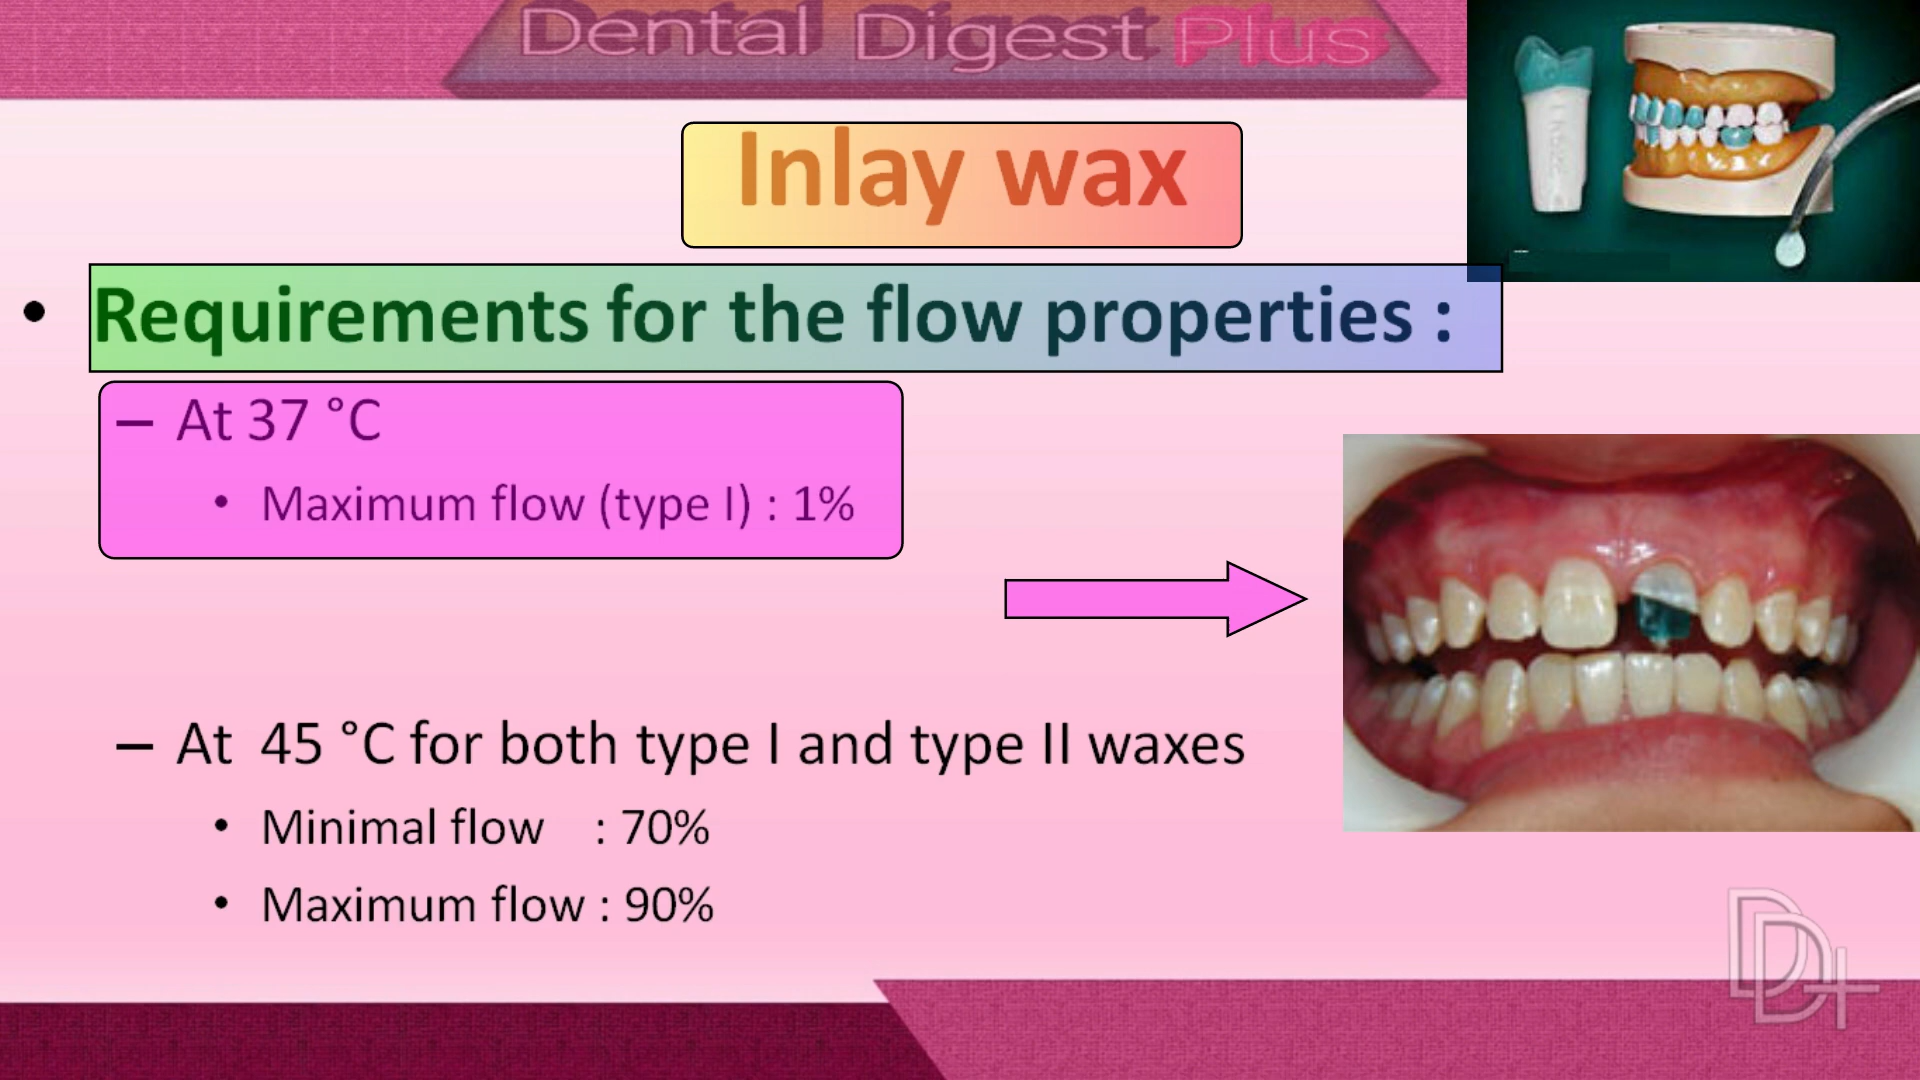 Dental Digest Plus
Inlay wax
• Requirements for the flow properties :
– At 37 °C
• Maximum flow (type I) : 1%
– At 45 °C for both type I and type II waxes
• Minimal flow : 70%
• Maximum flow : 90%
DD+